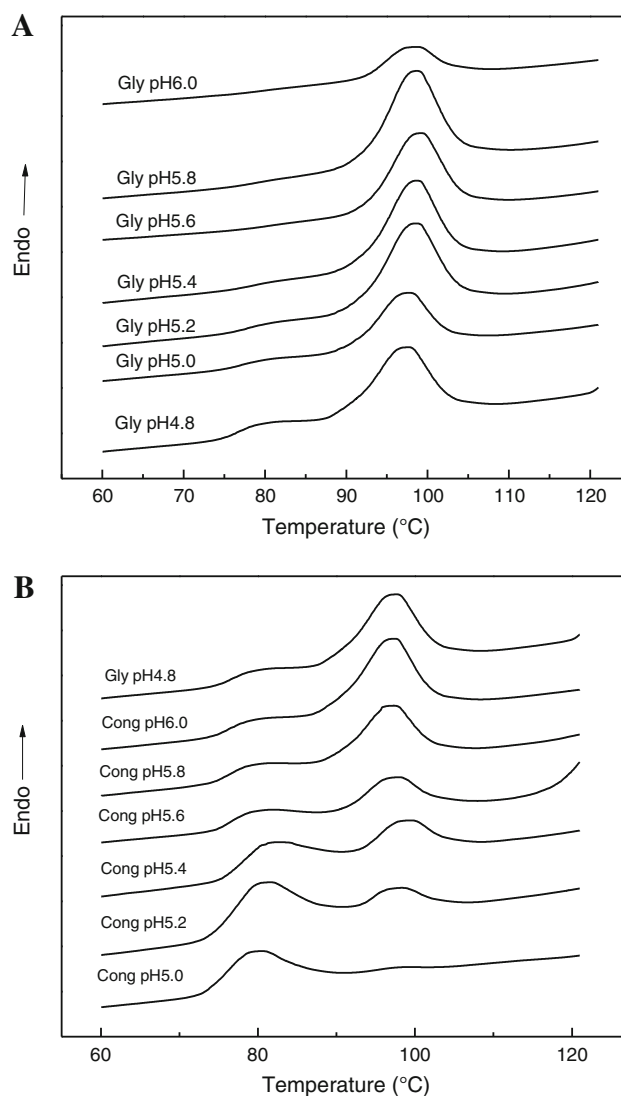 A
Gly pH6.0
Gly pH5.8
Gly pH5.6
Gly pH5.4
Gly pH5.2
Gly pH5.0
Gly pH4.8
Endo
60 70 80 90 100 110 120
Temperature (°C)
B
Gly pH4.8
Cong pH6.0
Cong pH5.8
Cong pH5.6
Cong pH5.4
Cong pH5.2
Cong pH5.0
Endo
60 80 100 120
Temperature (°C)